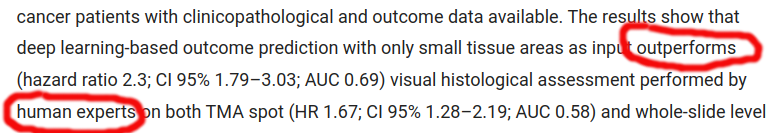 cancer patients with clinicopathological and outcome data available. The results show that
deep learning-based outcome prediction with only small tissue areas as input outperforms
(hazard ratio 2.3; CI 95% 1.79–3.03; AUC 0.69) visual histological assessment performed by
human experts on both TMA spot (HR 1.67; CI 95% 1.28–2.19; AUC 0.58) and whole-slide level